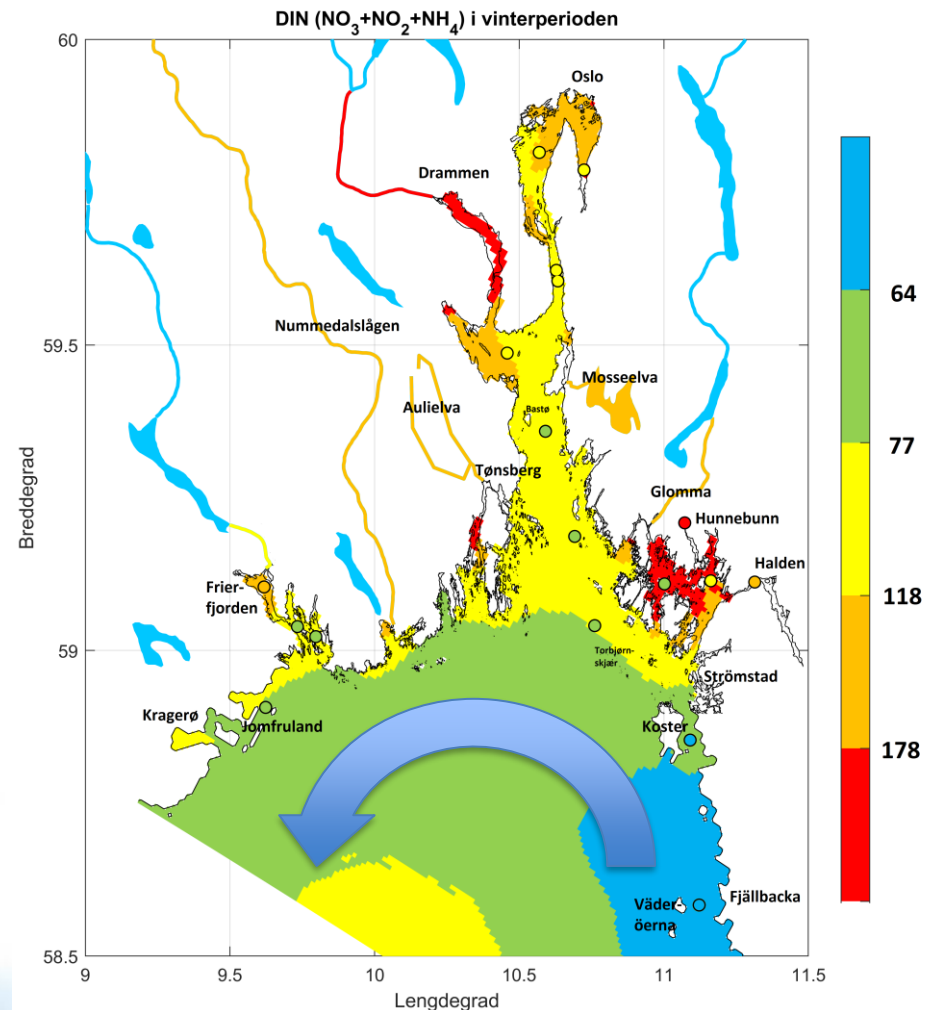 DIN (NO3+NO2+NH4) i vinterperioden
60
Oslo
Drammen
64
Nummedalslågen
59.5
Mosseelva
Aulielva
Bastø
77
Tønsberg
Glomma
Hunnebunn
Breddegrad
Halden
Frier-
fjorden
118
59
Torbjørn-
skjær
Strömstad
Kragerø
Jomfruland
Koster
178
Väder-
öerna
Fjällbacka
58.5
9
9.5
10
10.5
11
11.5
Lengdegrad